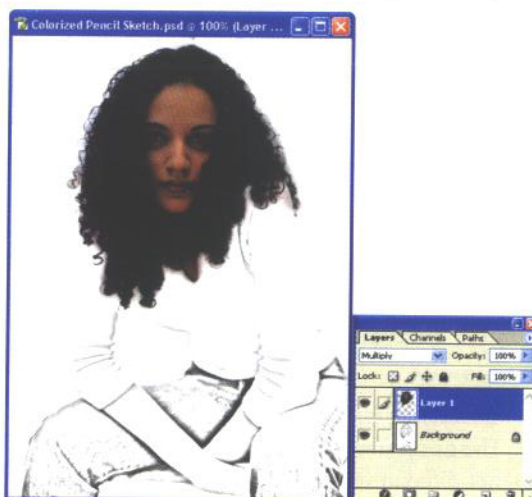 Colorized Pencil Sketch.psd @ 100% (Layer ...
Layers Channels Paths
Multiply Opacity: 100%
Lock: Fill: 100%
Layer 1
Background